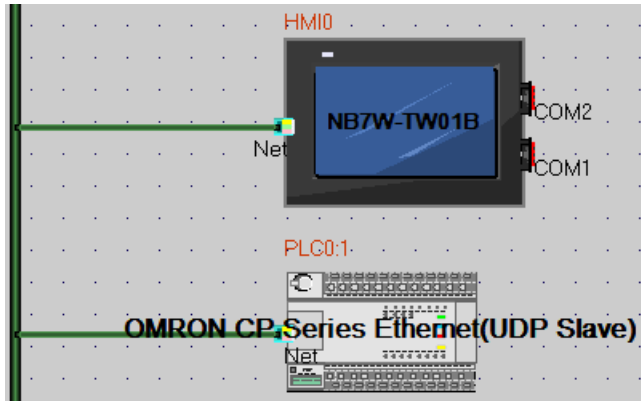 HMI0
NB7W-TW01B
COM2
Net
COM1
PLC0:1
OMRON CP Series Ethernet(UDP Slave)
Net